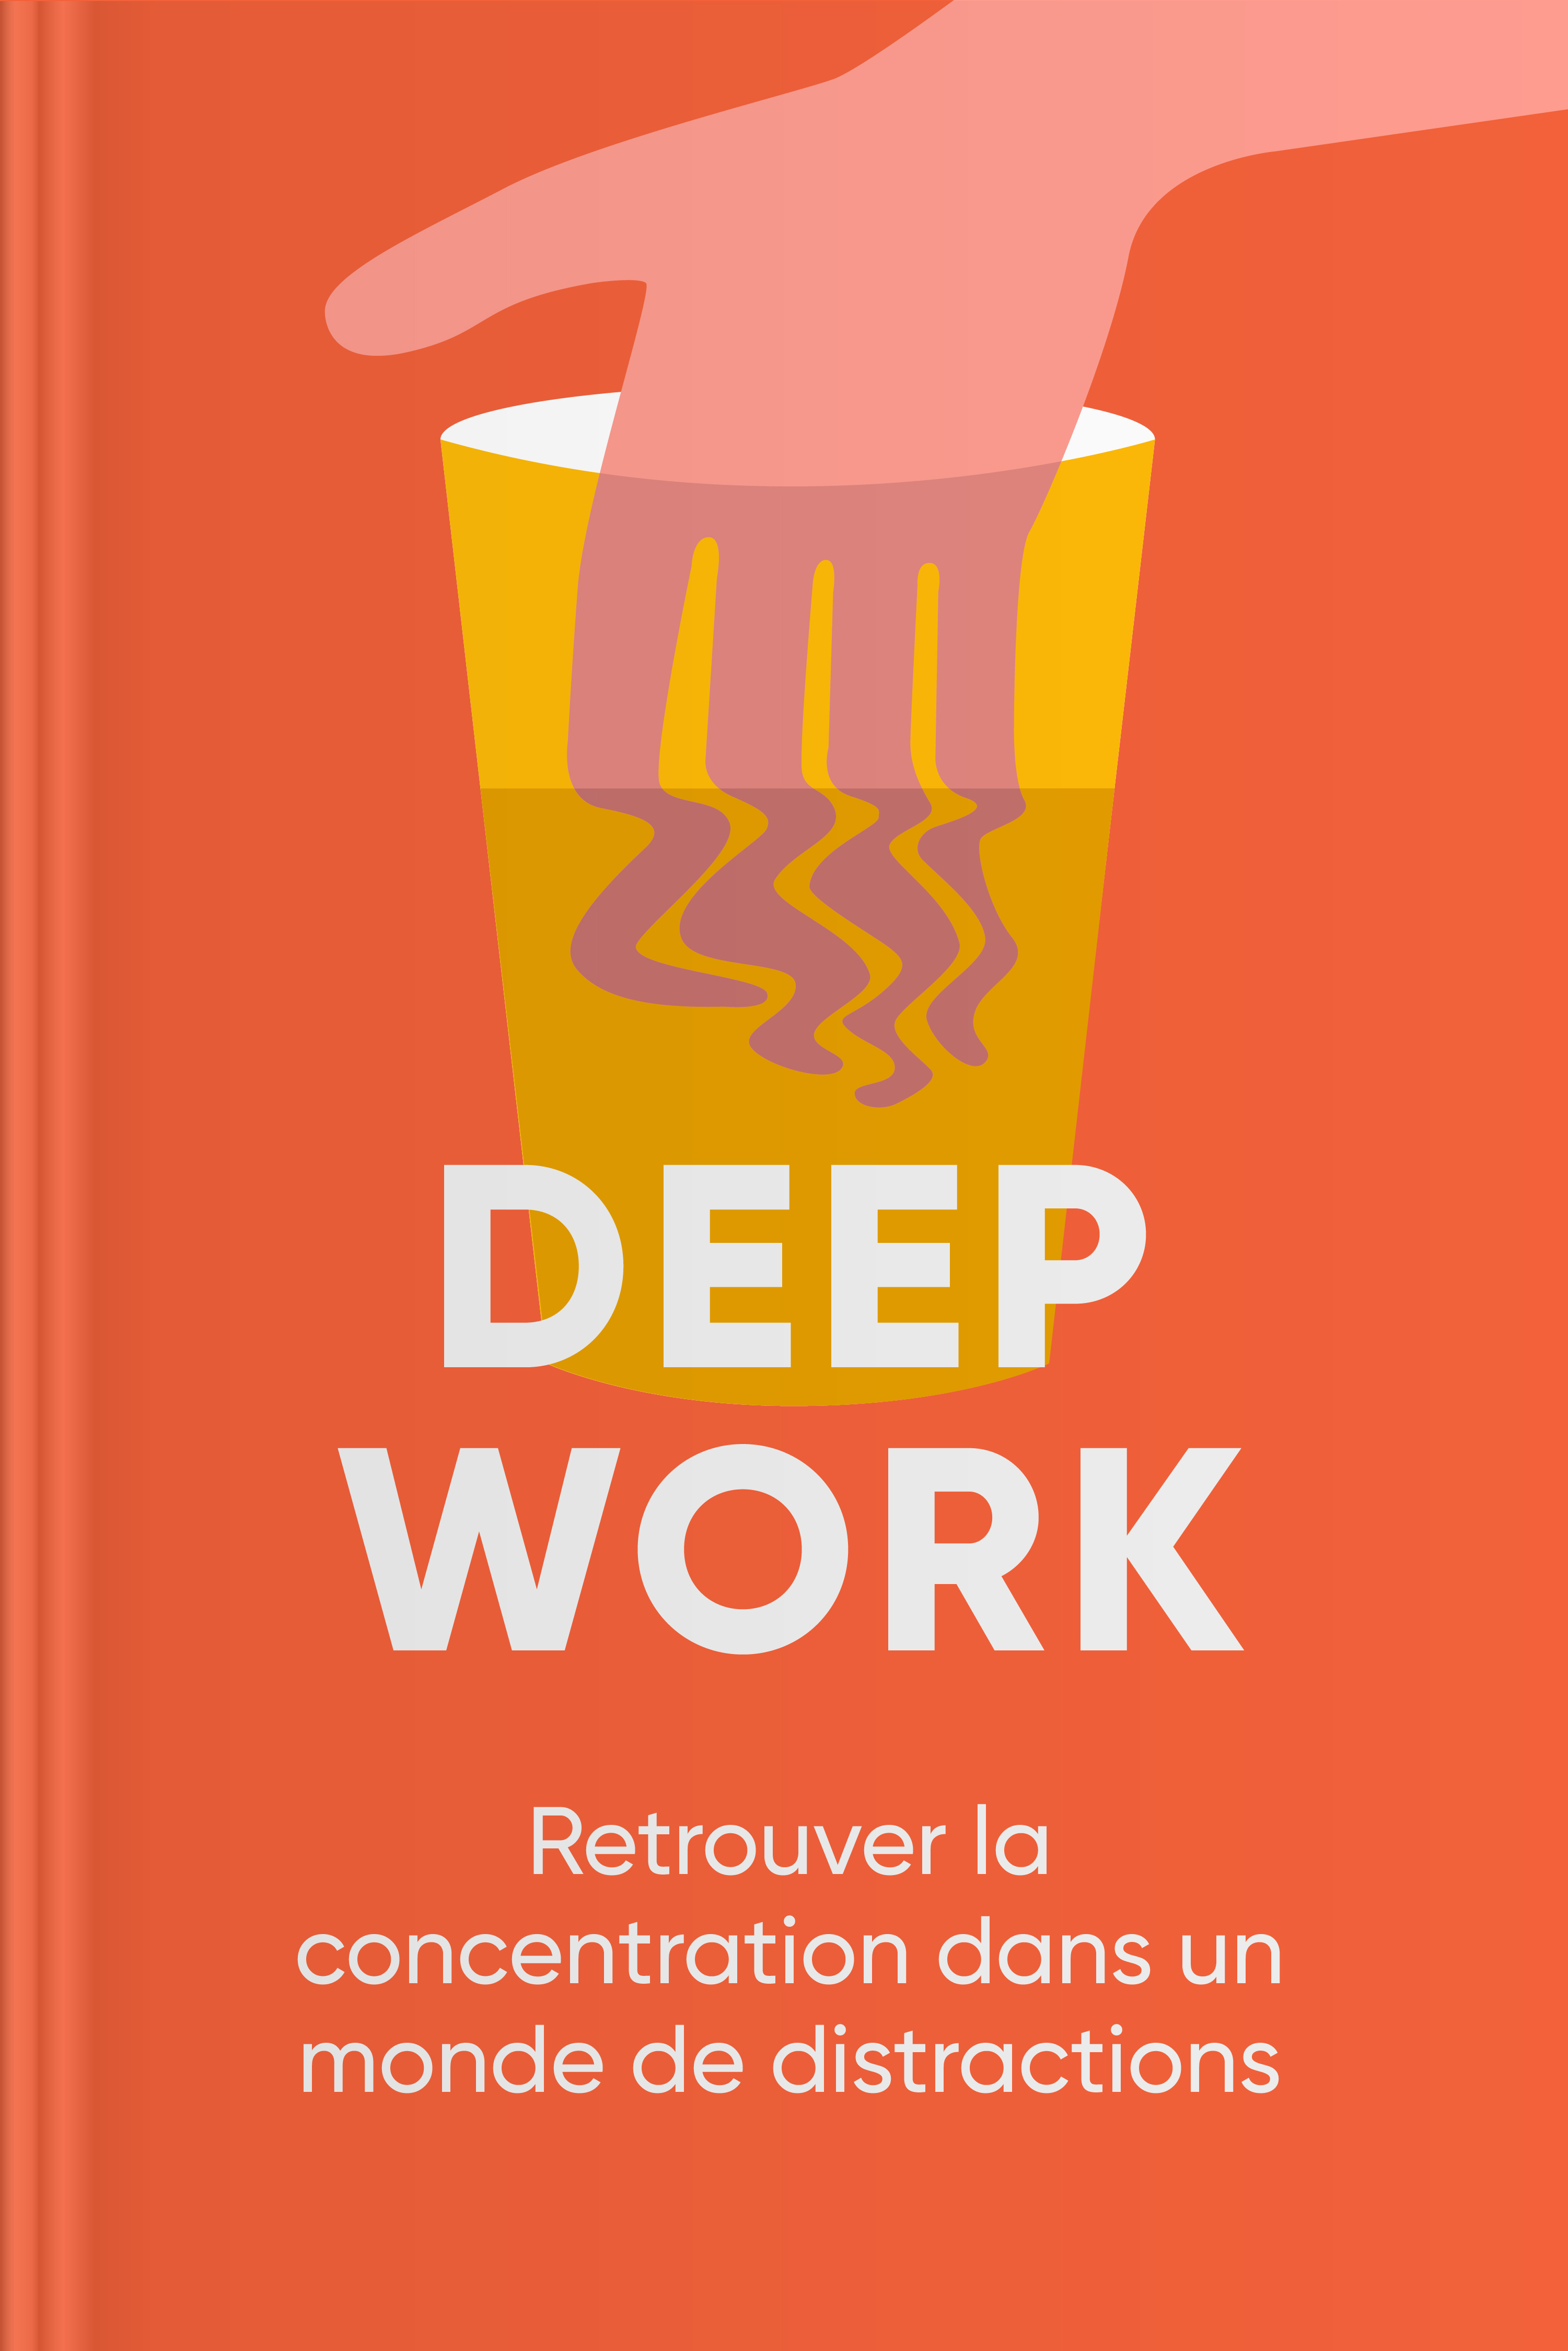 DEEP
WORK
Retrouver la
concentration dans un
monde de distractions